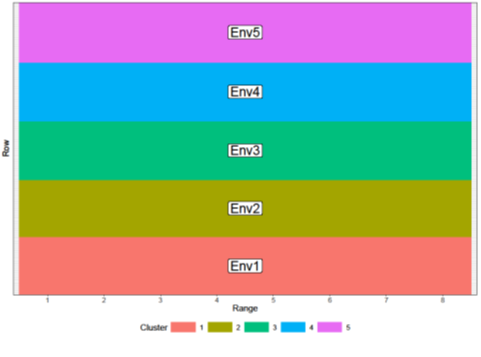 Env5
Env4
Env3
Env2
Env1
Row
1 2 3 4 5 6 7 8
Range
Cluster 1 2 3 4 5